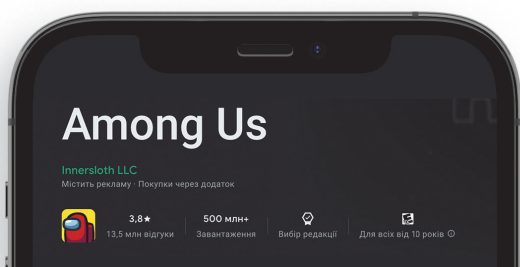 Among Us
Innersloth LLC
Містить рекламу · Покупки через додаток
3,8★ 500 млн+
13,5 млн відгуки Завантаження Вибір редакції Для всіх від 10 років